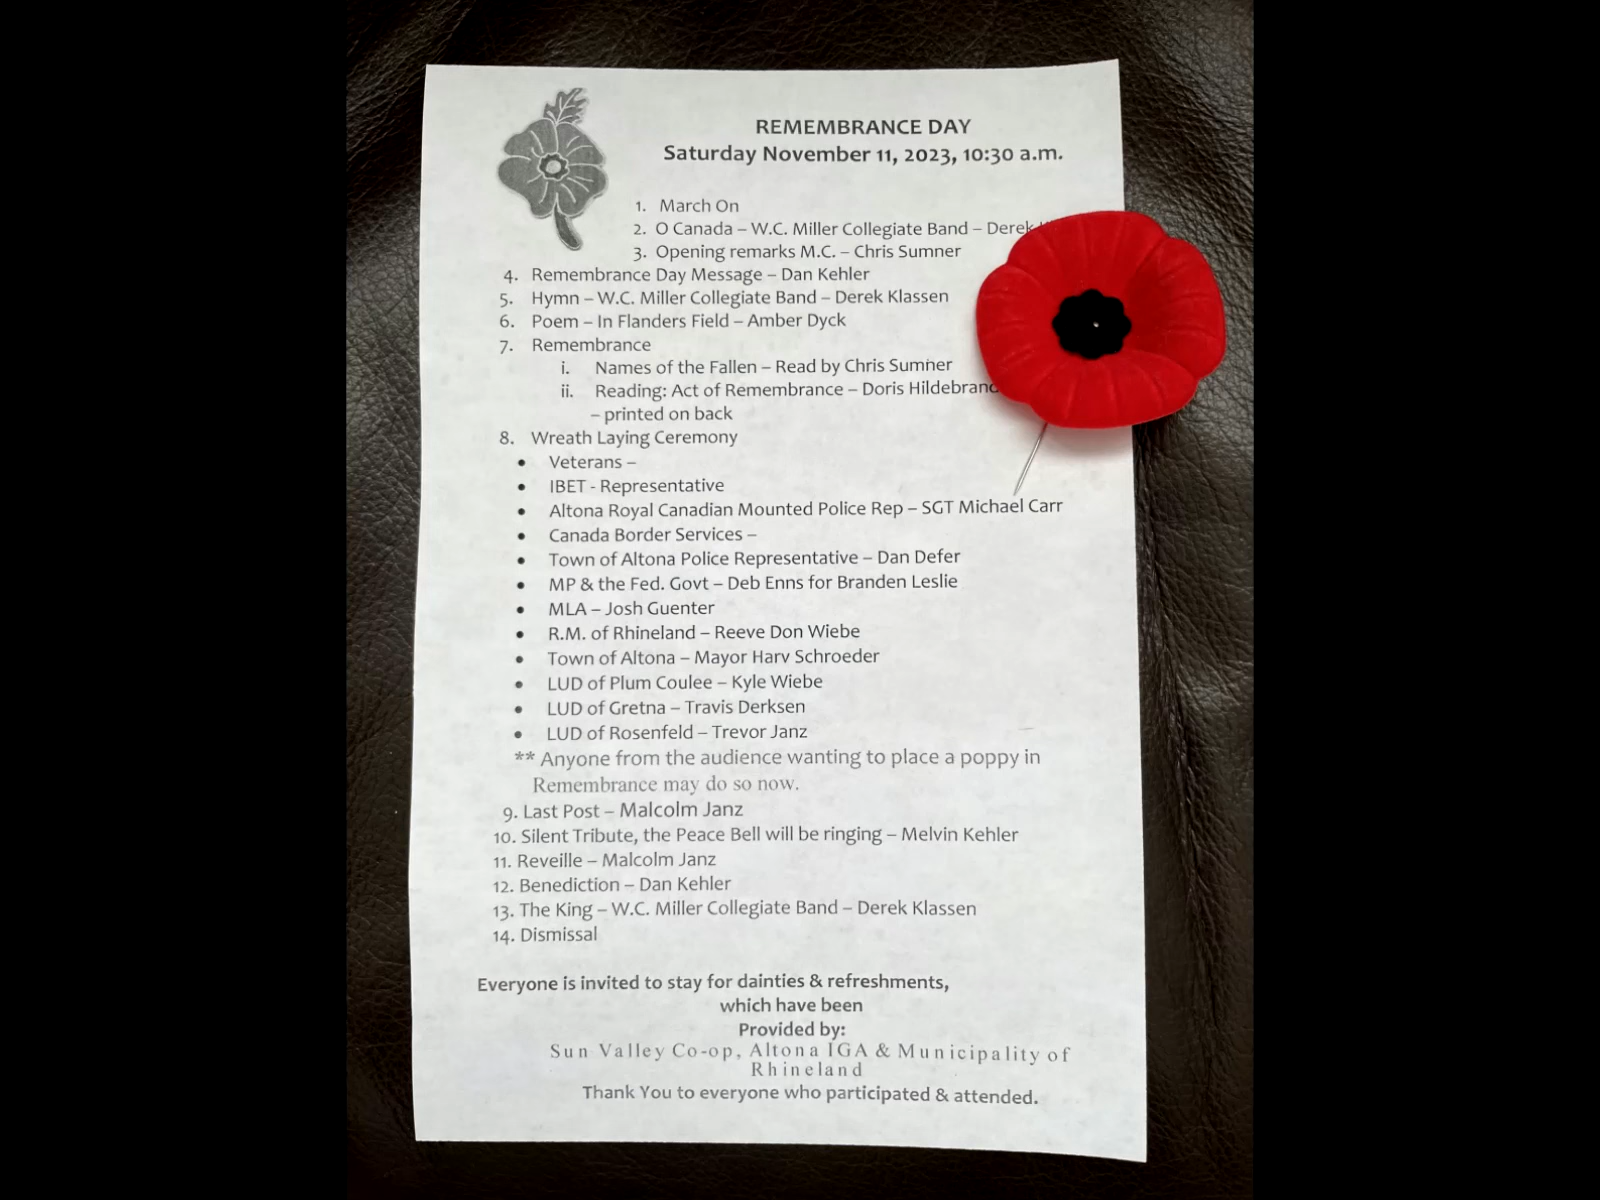 REMEMBRANCE DAY
Saturday November 11, 2023, 10:30 a.m.
1. March On
2. O Canada – W.C. Miller Collegiate Band – Derek
3. Opening remarks M.C. – Chris Sumner
4. Remembrance Day Message – Dan Kehler
5. Hymn – W.C. Miller Collegiate Band – Derek Klassen
6. Poem – In Flanders Field – Amber Dyck
7. Remembrance
i. Names of the Fallen – Read by Chris Sumner
ii. Reading: Act of Remembrance – Doris
– printed on back
8. Wreath Laying Ceremony
• Veterans –
• IBET - Representative
• Altona Royal Canadian Mounted Police Rep – SGT Michael Carr
• Canada Border Services –
• Town of Altona Police Representative – Dan Defer
• MP & the Fed. Govt – Deb Enns for Branden Leslie
• MLA – Josh Guenter
• R.M. of Rhineland – Reeve Don Wiebe
• Town of Altona – Mayor Harv Schroeder
• LUD of Plum Coulee – Kyle Wiebe
• LUD of Gretna – Travis Derksen
• LUD of Rosenfeld – Trevor Janz
** Anyone from the audience wanting to place a poppy in
Remembrance may do so now.
9. Last Post – Malcolm Janz
10. Silent Tribute, the Peace Bell will be ringing – Melvin Kehler
11. Reveille – Malcolm Janz
12. Benediction – Dan Kehler
13. The King – W.C. Miller Collegiate Band – Derek Klassen
14. Dismissal
Everyone is invited to stay for dainties & refreshments,
which have been
Provided by:
Sun Valley Co-op, Altona IGA & Municipality of
Rhineland
Thank You to everyone who participated & attended.